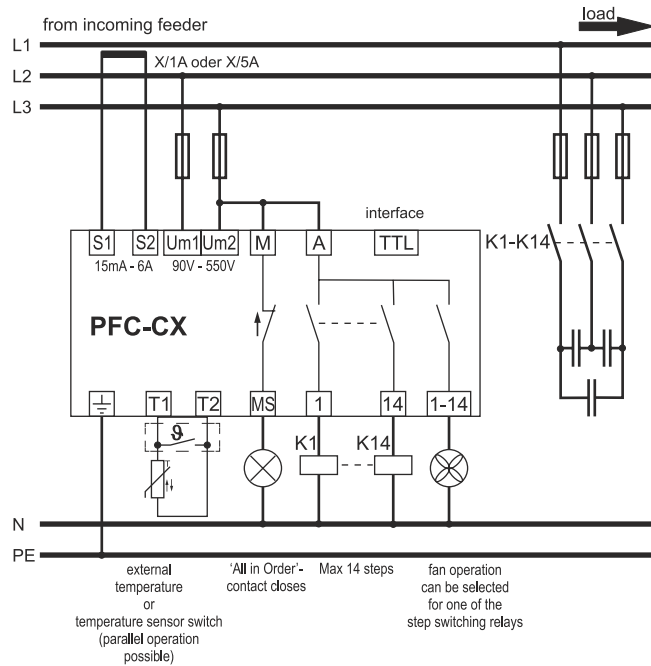 from incoming feeder
load
L1
X/1A oder X/5A
L2
L3
interface
S1 S2 Um1 Um2 M A TTL
15mA - 6A 90V - 550V
K1-K14
PFC-CX
T1 T2 MS 1 14 1-14
ϑ
K1 K14
N
PE
external
temperature
or
temperature sensor switch
(parallel operation
possible)
'All in Order'-
contact closes
Max 14 steps
fan operation
can be selected
for one of the
step switching relays